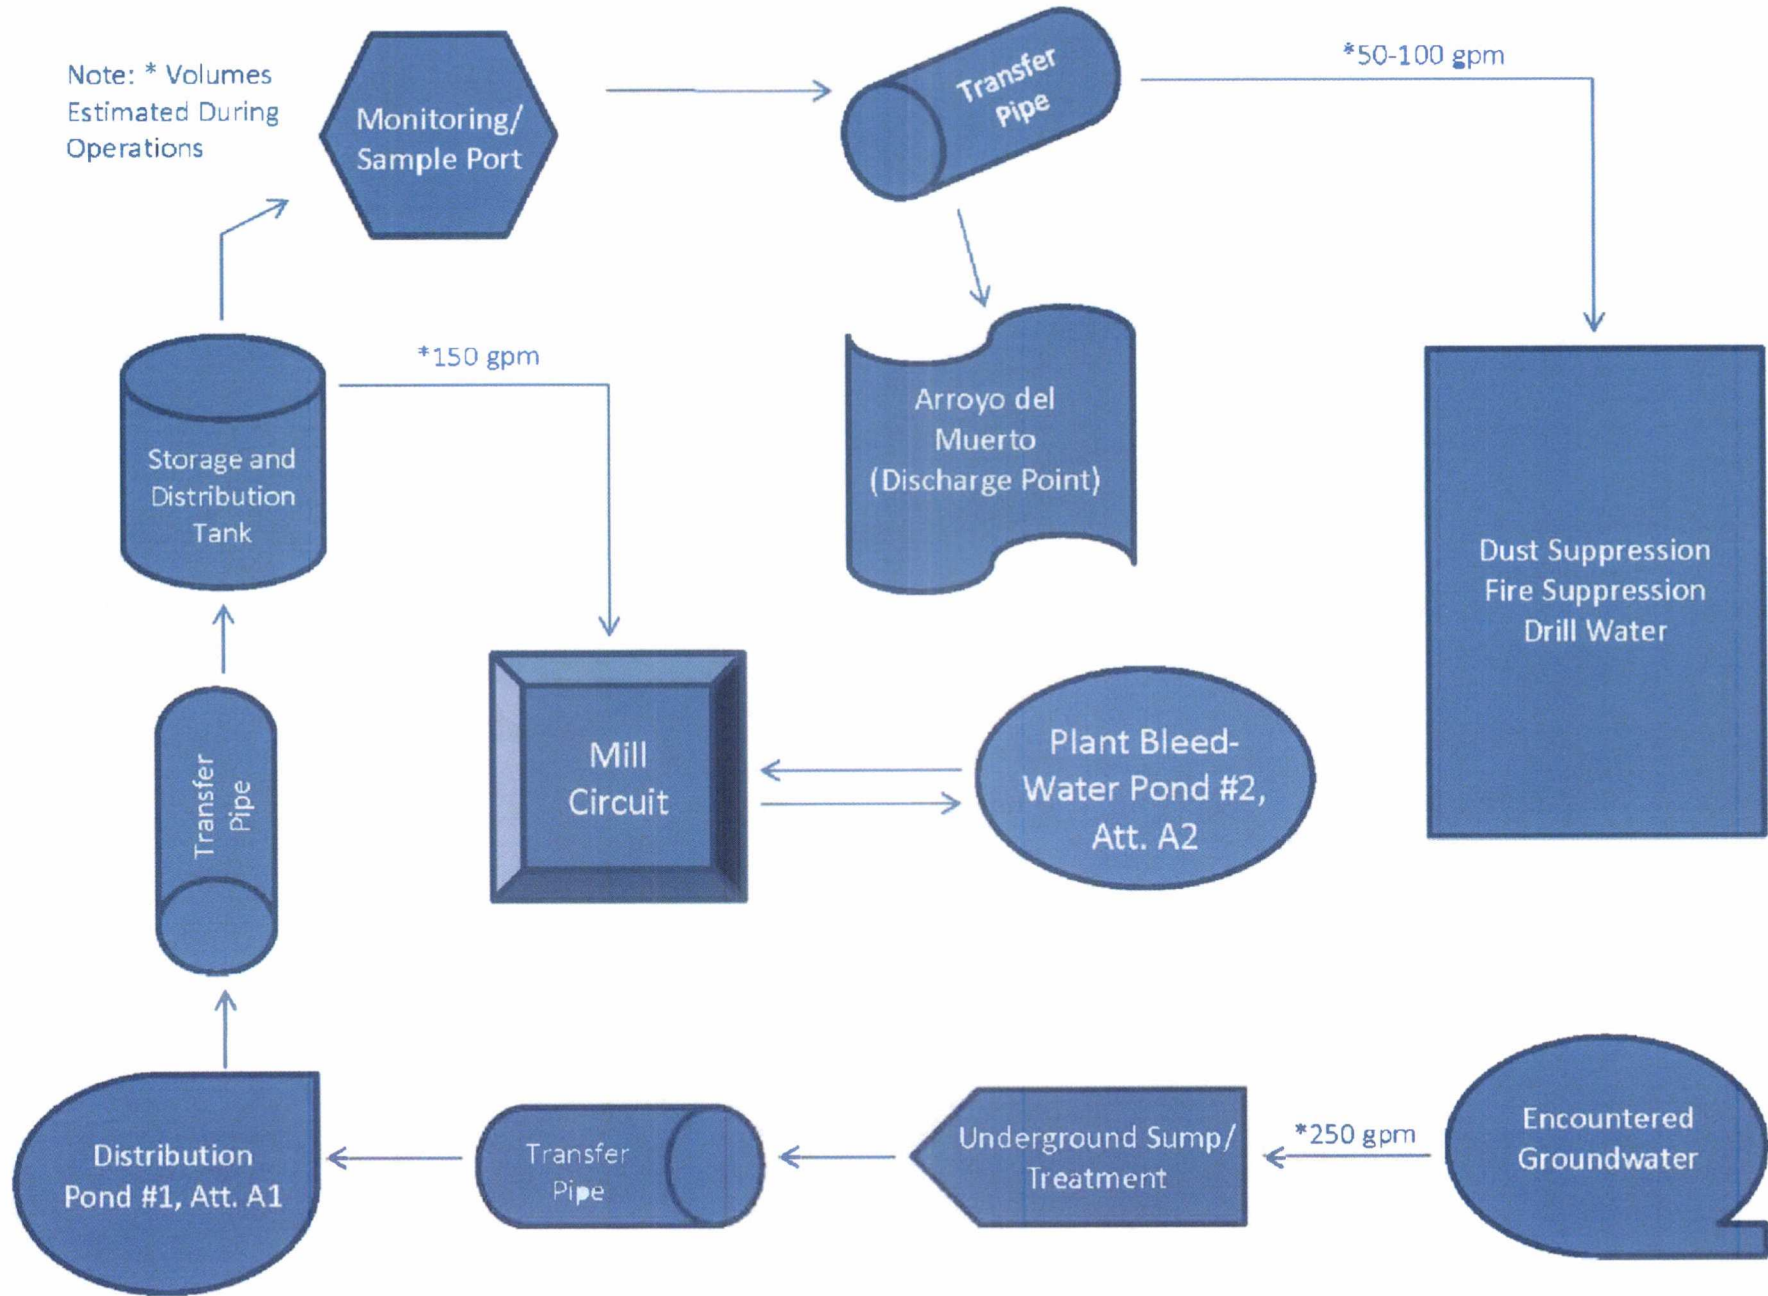 Note: * Volumes
Estimated During
Operations
Monitoring/
Sample Port
Transfer
Pipe
*50-100 gpm
*150 gpm
Storage and
Distribution
Tank
Arroyo del
Muerto
(Discharge Point)
Dust Suppression
Fire Suppression
Drill Water
Transfer
Pipe
Mill
Circuit
Plant Bleed-
Water Pond #2,
Att. A2
Distribution
Pond #1, Att. A1
Transfer
Pipe
Underground Sump/
Treatment
*250 gpm
Encountered
Groundwater